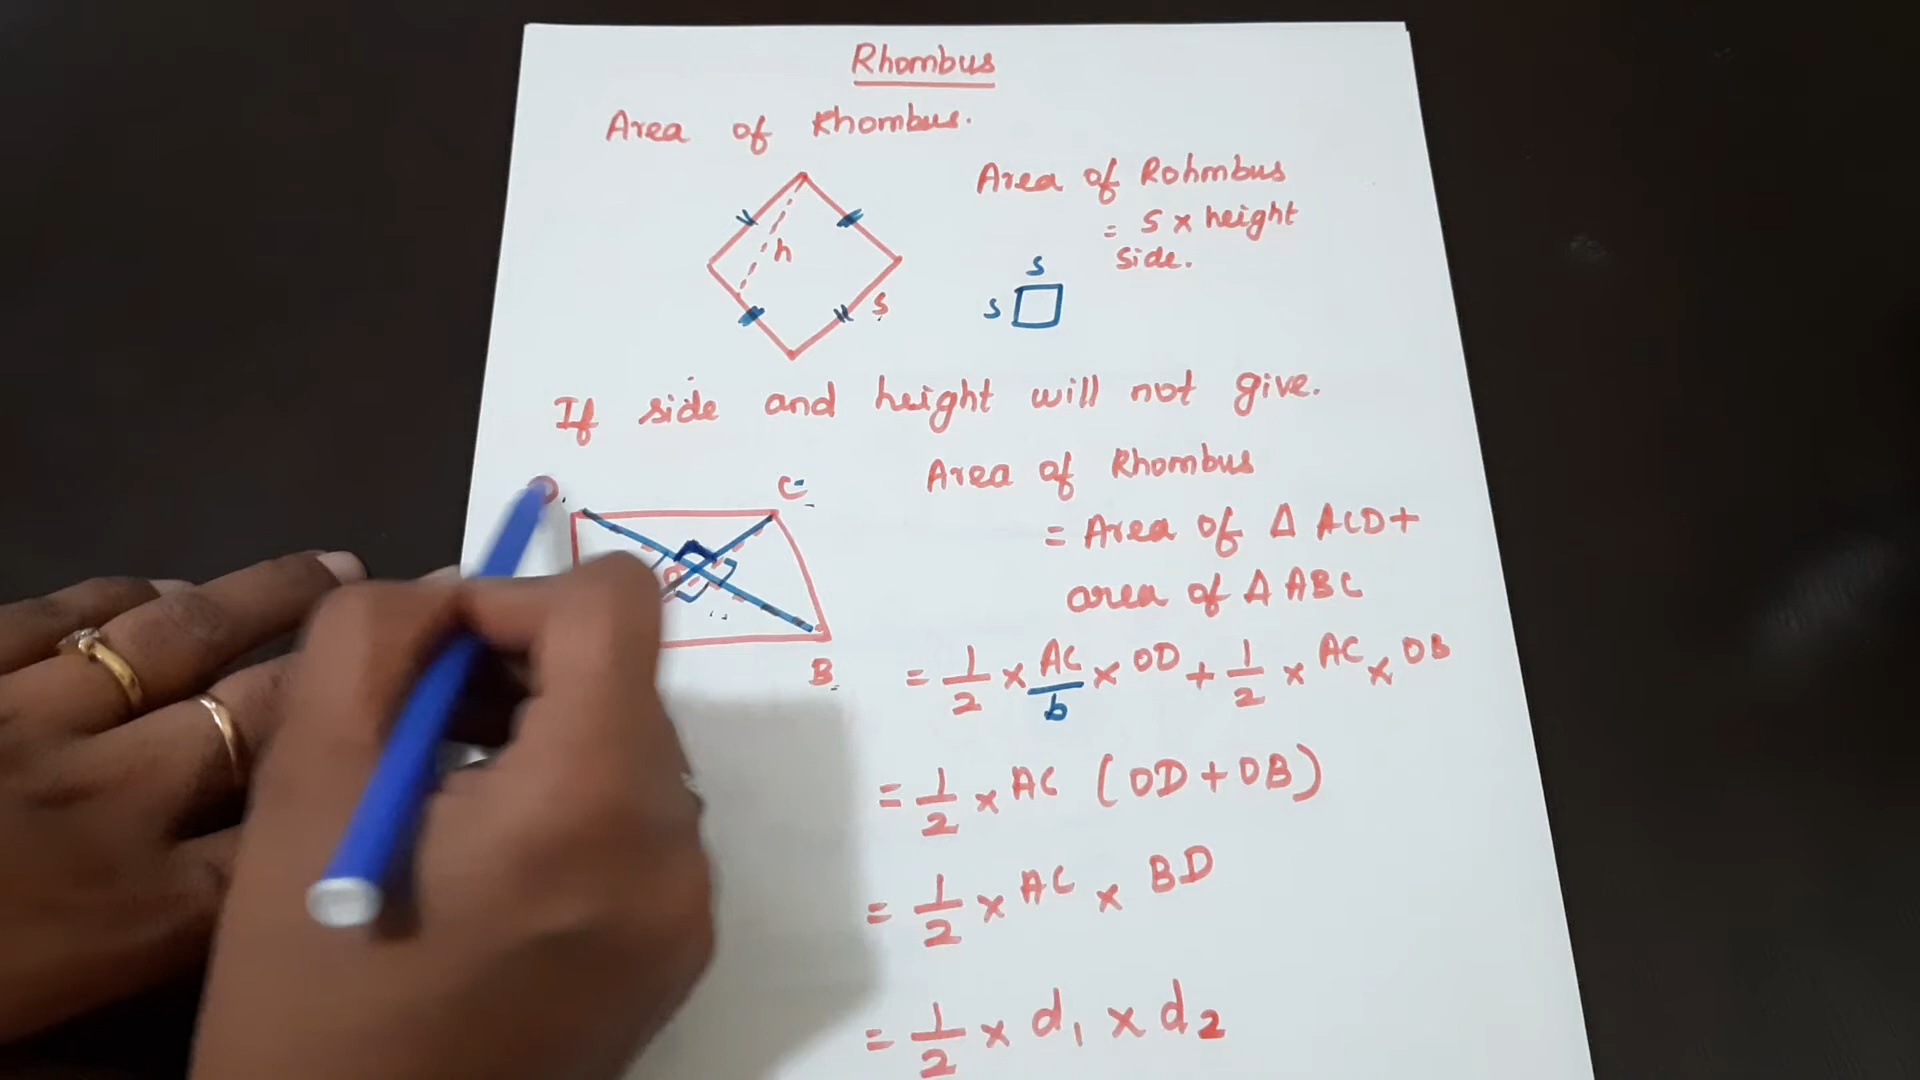 Rhombus
Area of Rhombus.
Area of Rohmbus
= S x height
side.
h
S
S
S
If side and height will not give.
C
B
Area of Rhombus
= Area of Δ ACD +
area of Δ ABC
= 1/2 x AC/b x OD + 1/2 x AC x OB
= 1/2 x AC (OD + OB)
= 1/2 x AC x BD
= 1/2 x d₁ x d₂